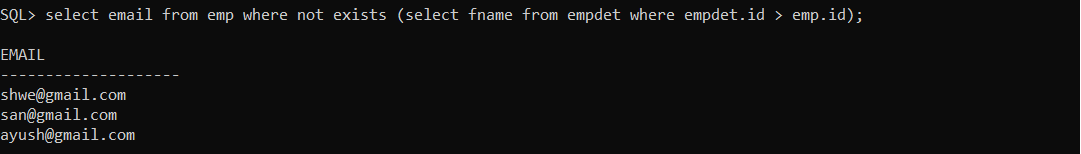 SQL> select email from emp where not exists (select fname from empdet where empdet.id > emp.id);
EMAIL
--------------------
shwe@gmail.com
san@gmail.com
ayush@gmail.com